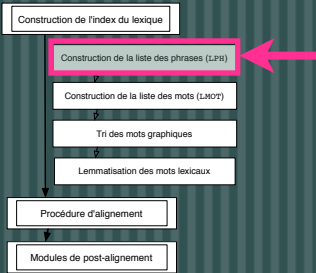 Construction de l'index du lexique
Construction de la liste des phrases (LPH)
Construction de la liste des mots (LMOT)
Tri des mots graphiques
Lemmatisation des mots lexicaux
Procédure d'alignement
Modules de post-alignement